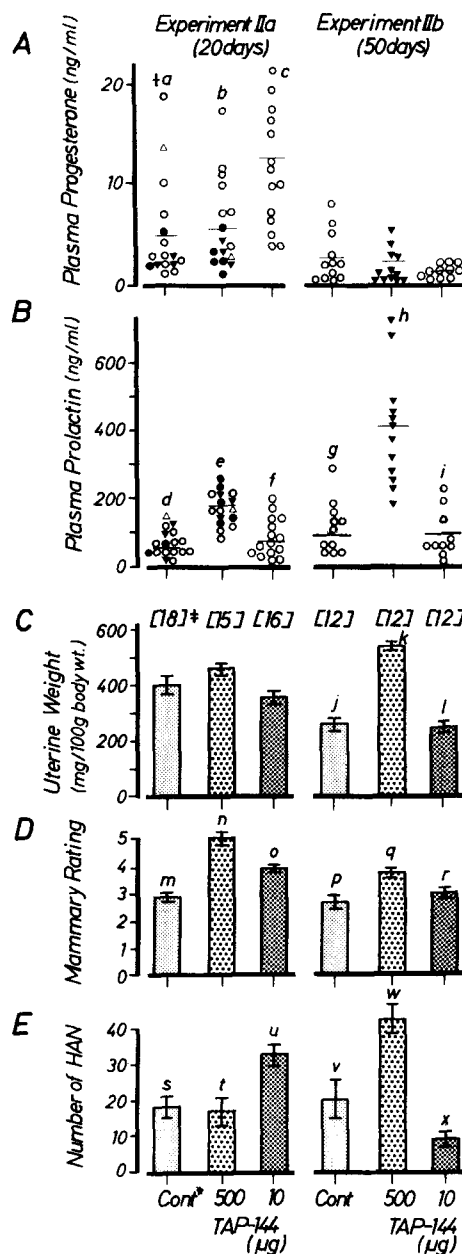 Experiment IIa Experiment IIb
(20days) (50days)
A
Plasma Progesterone (ng/ml)
20
10
0
‡a b c
B
Plasma Prolactin (ng/ml)
600
400
200
0
d e f g h i
C
Uterine Weight
(mg/100g body wt.)
600
400
200
0
[18]‡ [15] [16] [12] [12] [12]
j k l
D
Mammary Rating
5
4
3
2
1
0
m n o p q r
E
Number of HAN
40
30
20
10
0
s t u v w x
Cont* 500 10 Cont 500 10
TAP-144 TAP-144
(μg) (μg)